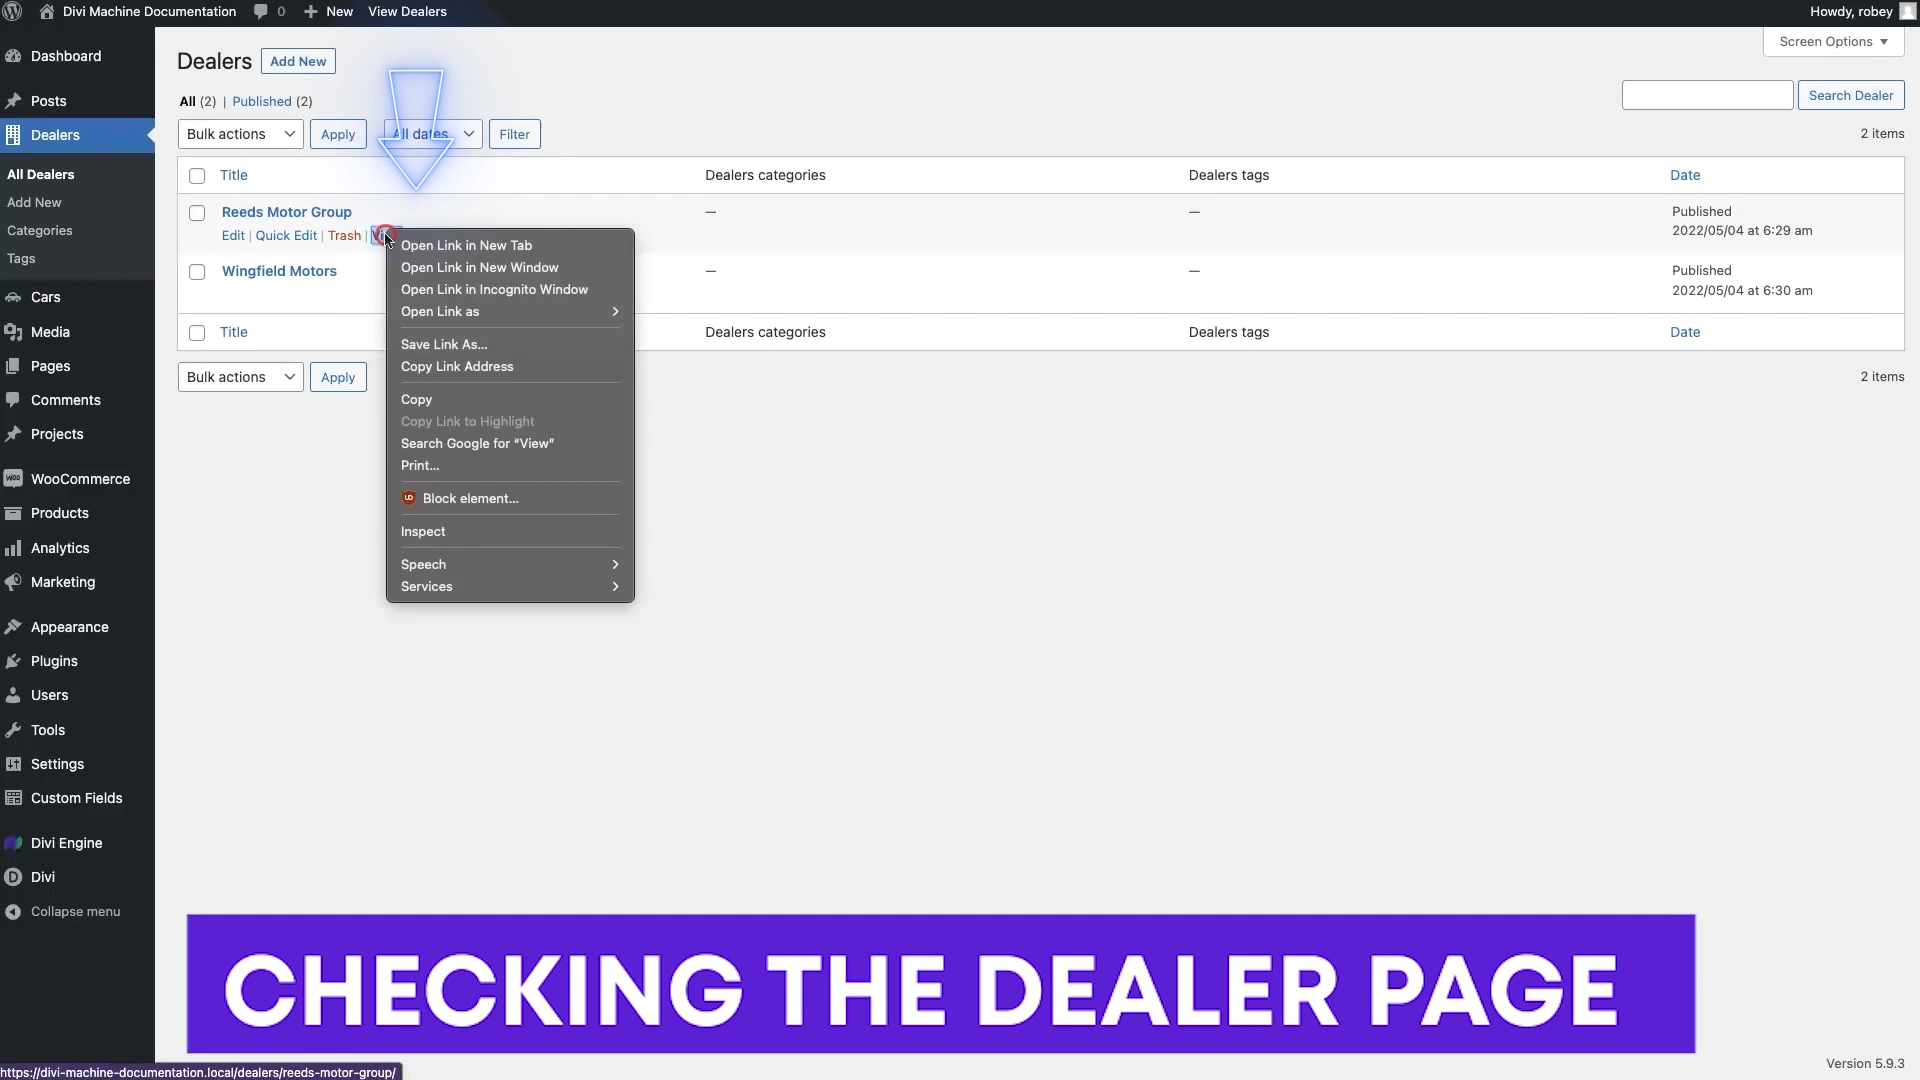 Divi Machine Documentation 0 New View Dealers Howdy, robey
Screen Options
Dashboard
Posts
Dealers
All Dealers
Add New
Categories
Tags
Cars
Media
Pages
Comments
Projects
WooCommerce
Products
Analytics
Marketing
Appearance
Plugins
Users
Tools
Settings
Custom Fields
Divi Engine
Divi
Collapse menu
Dealers Add New
All (2) | Published (2)
Search Dealer
Bulk actions Apply All dates Filter 2 items
Title Dealers categories Dealers tags Date
Reeds Motor Group — — Published
2022/05/04 at 6:29 am
Edit | Quick Edit | Trash |
Wingfield Motors — — Published
2022/05/04 at 6:30 am
Title Dealers categories Dealers tags Date
Bulk actions Apply 2 items
Open Link in New Tab
Open Link in New Window
Open Link in Incognito Window
Open Link as
Save Link As...
Copy Link Address
Copy
Copy Link to Highlight
Search Google for “View”
Print...
Block element...
Inspect
Speech
Services
CHECKING THE DEALER PAGE
Version 5.9.3
https://divi-machine-documentation.local/dealers/reeds-motor-group/